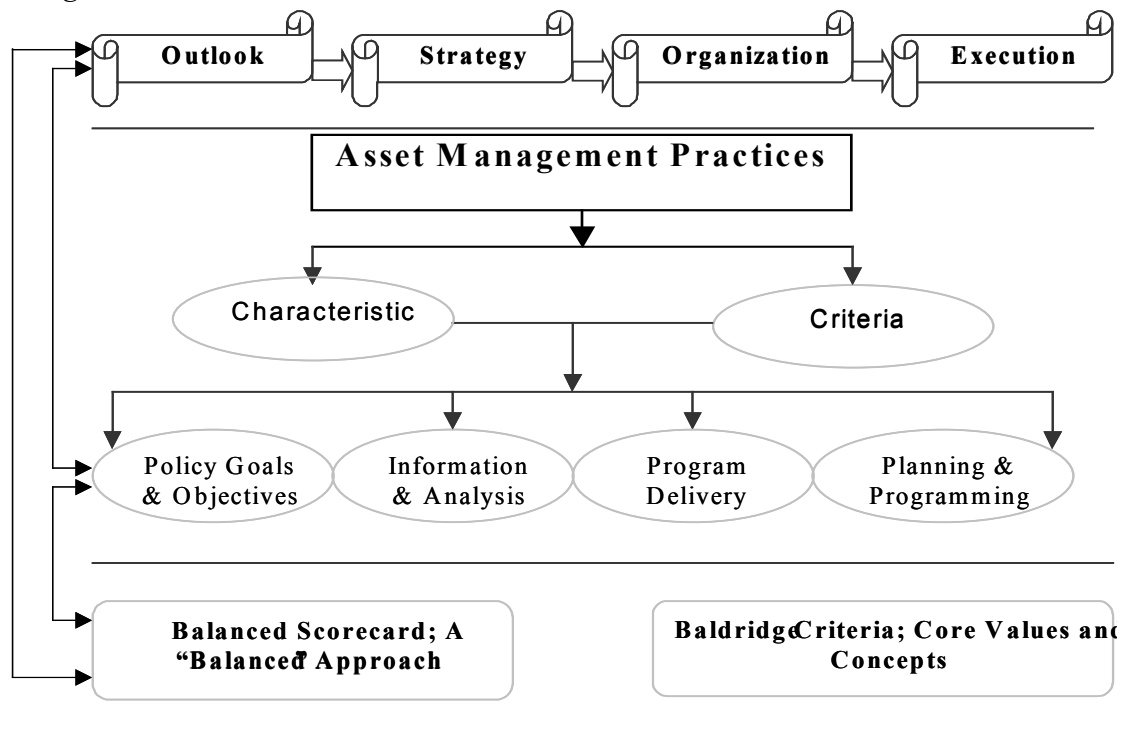 Outlook
Strategy
Organization
Execution
Asset Management Practices
Characteristic
Criteria
Policy Goals
& Objectives
Information
& Analysis
Program
Delivery
Planning &
Programming
Balanced Scorecard; A
“Balanced” Approach
Baldridge Criteria; Core Values and
Concepts